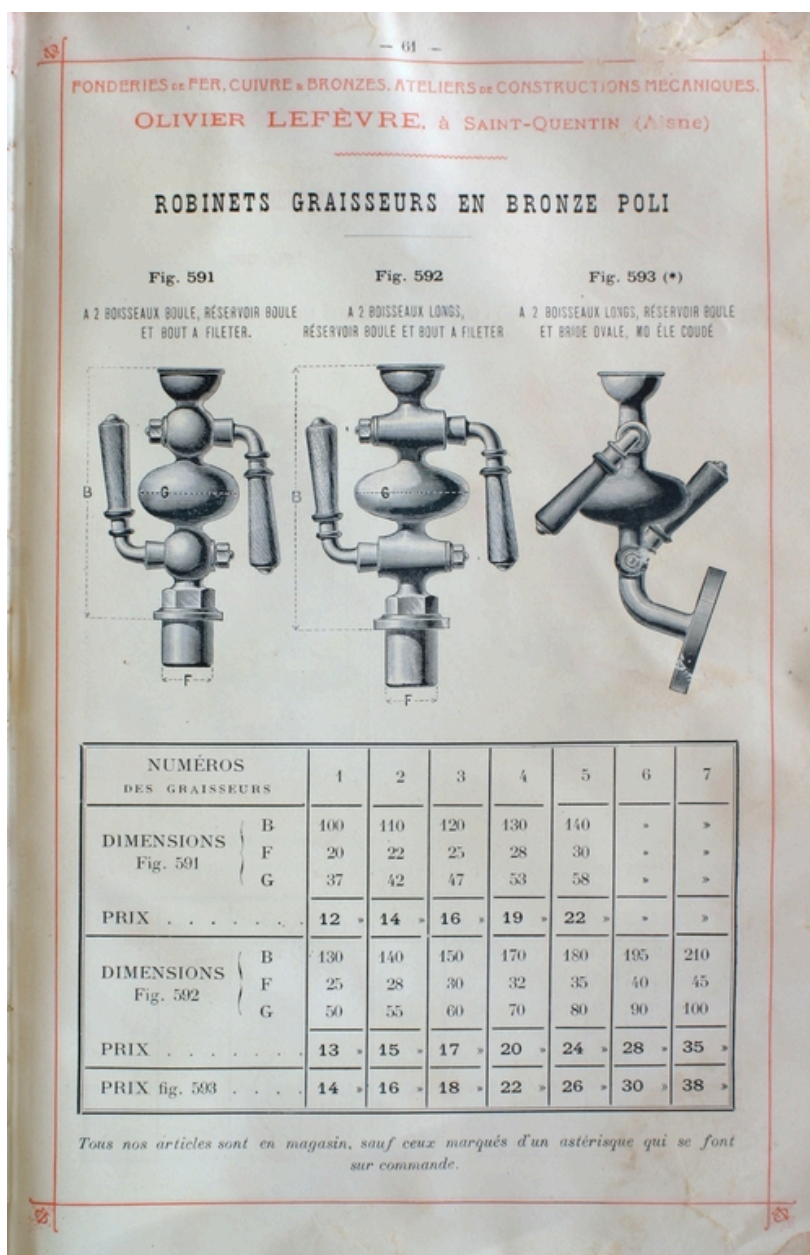 — 61 —
FONDERIES DE FER, CUIVRE & BRONZES. ATELIERS DE CONSTRUCTIONS MÉCANIQUES.
OLIVIER LEFÈVRE, à SAINT-QUENTIN (Aisne)
ROBINETS GRAISSEURS EN BRONZE POLI
Fig. 591
A 2 BOISSEAUX BOULE, RÉSERVOIR BOULE
ET BOUT A FILETER.
Fig. 592
A 2 BOISSEAUX LONGS,
RÉSERVOIR BOULE ET BOUT A FILETER
Fig. 593 (*)
A 2 BOISSEAUX LONGS, RÉSERVOIR BOULE
ET BRIDE OVALE, MO ÈLE COUDÉ
B
G
F
B
G
F
NUMÉROS
DES GRAISSEURS
1 2 3 4 5 6 7
DIMENSIONS
Fig. 591
B 100 110 120 130 140 » »
F 20 22 25 28 30 » »
G 37 42 47 53 58 » »
PRIX . . . . . . . 12 » 14 » 16 » 19 » 22 » » »
DIMENSIONS
Fig. 592
B 130 140 150 170 180 195 210
F 25 28 30 32 35 40 45
G 50 55 60 70 80 90 100
PRIX . . . . . . . 13 » 15 » 17 » 20 » 24 » 28 » 35 »
PRIX fig. 593 . . . . 14 » 16 » 18 » 22 » 26 » 30 » 38 »
Tous nos articles sont en magasin, sauf ceux marqués d'un astérisque qui se font
sur commande.